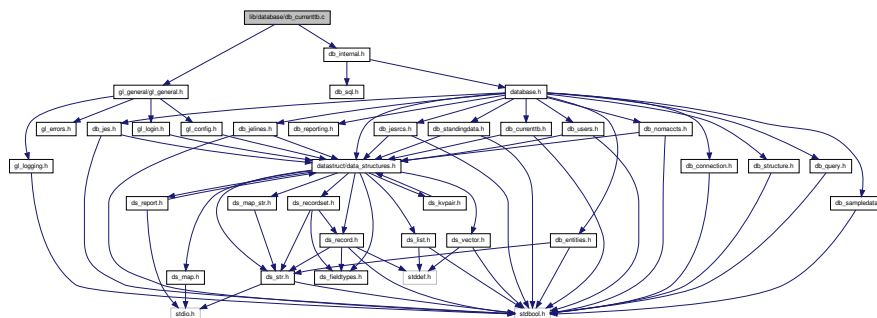 lib/database/db_currenttb.c
db_internal.h
gl_general/gl_general.h
db_sql.h
database.h
gl_errors.h
db_jes.h
gl_login.h
gl_config.h
db_jelines.h
db_reporting.h
db_jesrcs.h
db_standingdata.h
db_currenttb.h
db_users.h
db_nomaccts.h
gl_logging.h
datastruct/data_structures.h
db_connection.h
db_structure.h
db_query.h
ds_report.h
ds_map_str.h
ds_recordset.h
ds_kvpair.h
db_sampledata.h
ds_record.h
ds_list.h
ds_vector.h
db_entities.h
ds_map.h
ds_str.h
ds_fieldtypes.h
stddef.h
stdio.h
stdbool.h